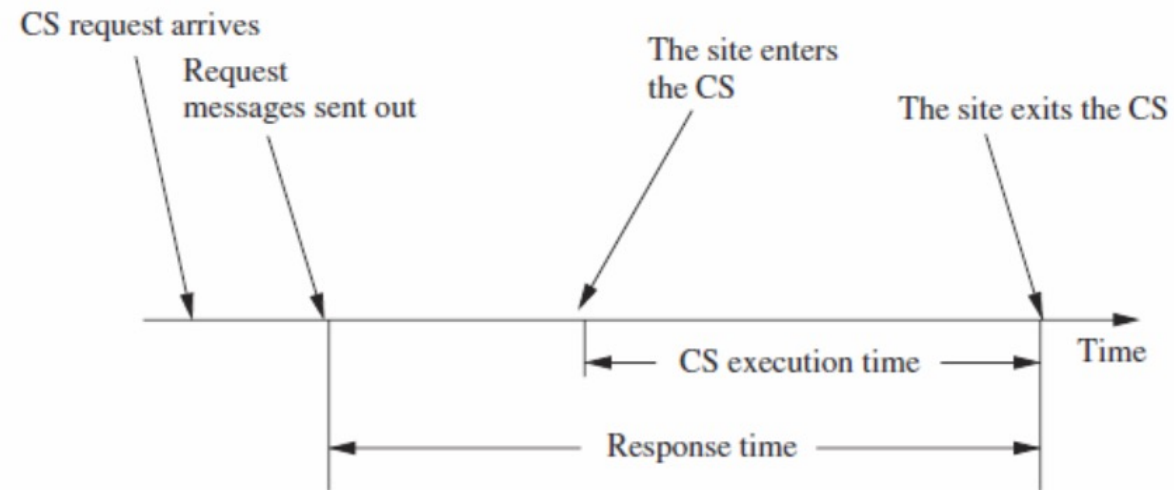 CS request arrives
Request
messages sent out
The site enters
the CS
The site exits the CS
Time
CS execution time
Response time